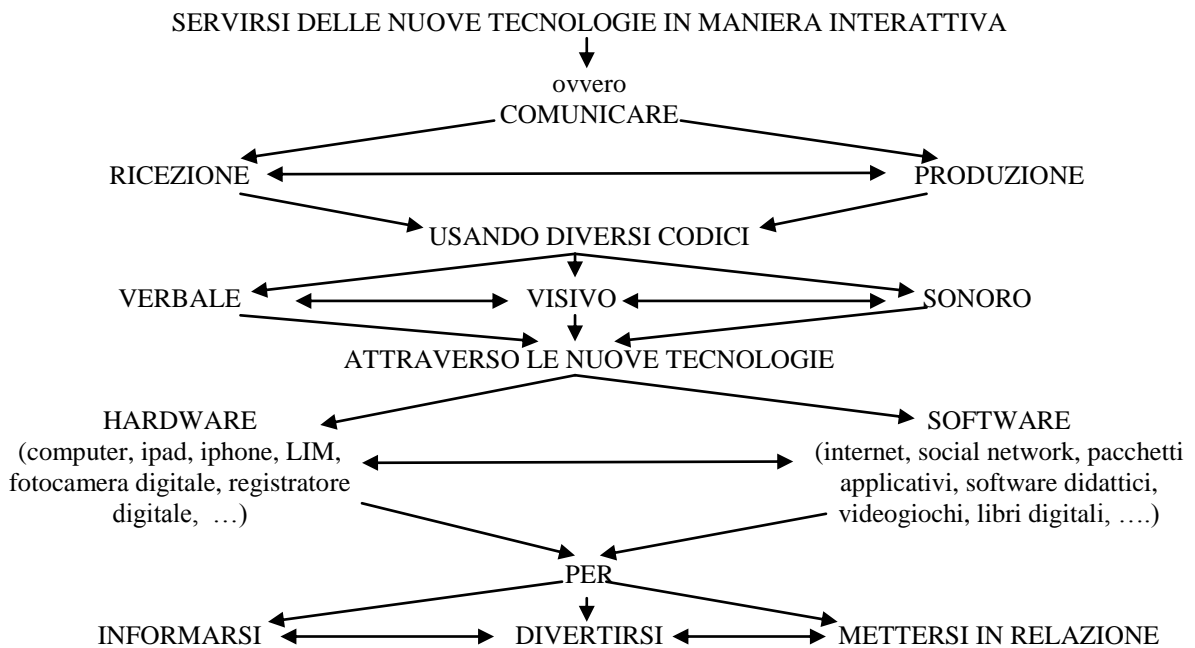 SERVIRSI DELLE NUOVE TECNOLOGIE IN MANIERA INTERATTIVA
ovvero
COMUNICARE
RICEZIONE PRODUZIONE
USANDO DIVERSI CODICI
VERBALE VISIVO SONORO
ATTRAVERSO LE NUOVE TECNOLOGIE
HARDWARE
(computer, ipad, iphone, LIM,
fotocamera digitale, registratore
digitale, …)
SOFTWARE
(internet, social network, pacchetti
applicativi, software didattici,
videogiochi, libri digitali, ….)
PER
INFORMARSI DIVERTIRSI METTERSI IN RELAZIONE